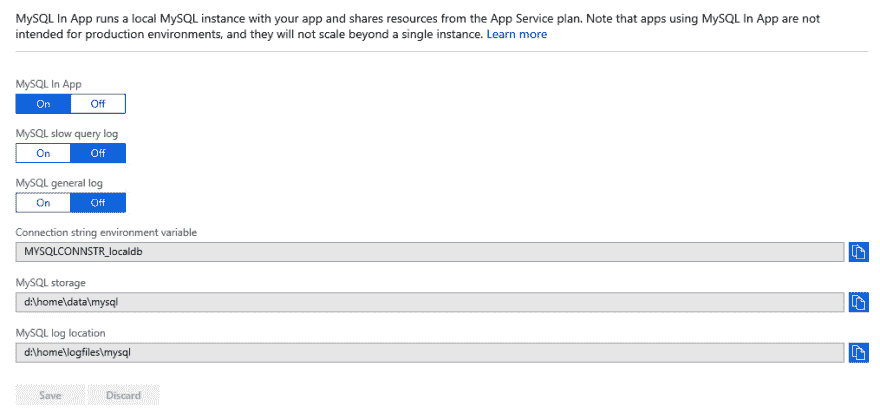 MySQL In App runs a local MySQL instance with your app and shares resources from the App Service plan. Note that apps using MySQL In App are not
intended for production environments, and they will not scale beyond a single instance. Learn more
MySQL In App
On Off
MySQL slow query log
On Off
MySQL general log
On Off
Connection string environment variable
MYSQLCONNSTR_localdb
MySQL storage
d:\home\data\mysql
MySQL log location
d:\home\logfiles\mysql
Save Discard